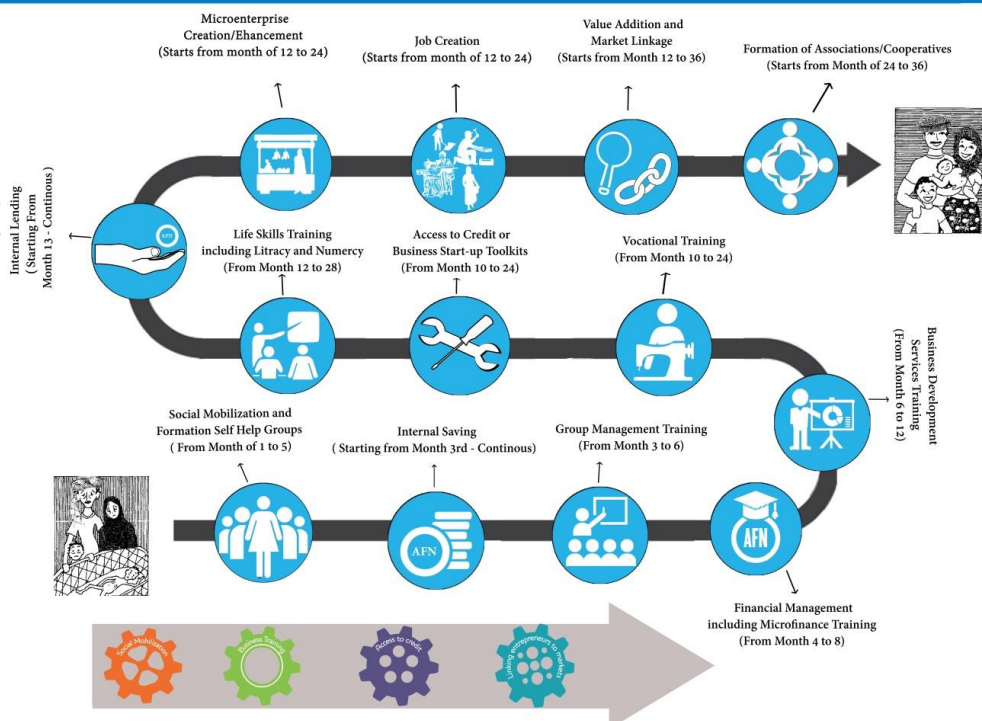 Microenterprise
Creation/Ehancement
(Starts from month of 12 to 24)
Job Creation
(Starts from month of 12 to 24)
Value Addition and
Market Linkage
(Starts from Month 12 to 36)
Formation of Associations/Cooperatives
(Starts from Month of 24 to 36)
Internal Lending
(Starting From
Month 13 - Continous)
AFN
Life Skills Training
including Litracy and Numercy
(From Month 12 to 28)
Access to Credit or
Business Start-up Toolkits
(From Month 10 to 24)
Vocational Training
(From Month 10 to 24)
Business Development
Services Training
(From Month 6 to 12)
Social Mobilization and
Formation Self Help Groups
( From Month of 1 to 5)
Internal Saving
( Starting from Month 3rd - Continous)
Group Management Training
(From Month 3 to 6)
AFN
AFN
Financial Management
including Microfinance Training
(From Month 4 to 8)
Social Mobilization
Business Training
Access to credit
Linking entrepreneurs to markets